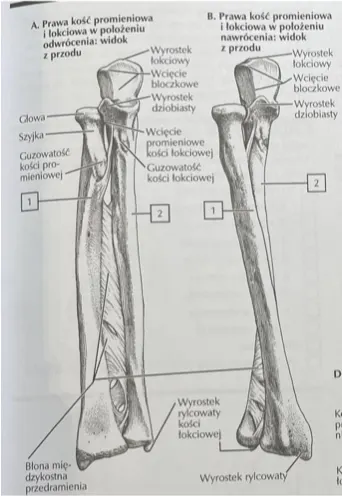 A. Prawa kość promieniowa
i łokciowa w położeniu
odwrócenia: widok
z przodu
B. Prawa kość promieniowa
i łokciowa w położeniu
nawrócenia: widok
z przodu
Wyrostek
łokciowy
Wcięcie
bloczkowe
Wyrostek
dziobiasty
Głowa
Szyjka
Guzowatość
kości pro-
mieniowej
Wcięcie
promieniowe
kości łokciowej
Guzowatość
kości łokciowej
1
2
Wyrostek
łokciowy
Wcięcie
bloczkowe
Wyrostek
dziobiasty
1
2
Błona mię-
dzykostna
przedramienia
Wyrostek
rylcowaty
kości
łokciowej
Wyrostek rylcowaty
D